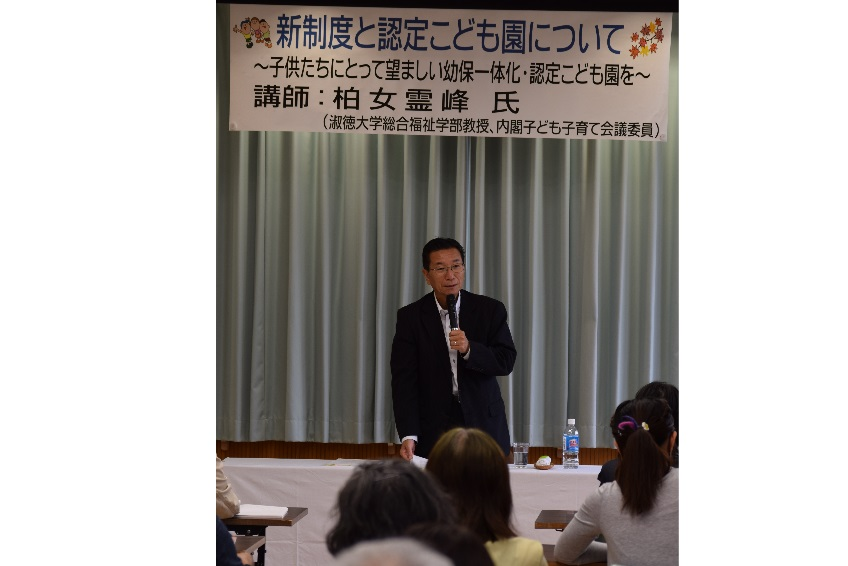 新制度と認定こども園について
～子供たちにとって望ましい幼保一体化・認定こども園を～
講師：柏女霊峰 氏
（淑徳大学総合福祉学部教授、内閣子ども子育て会議委員）